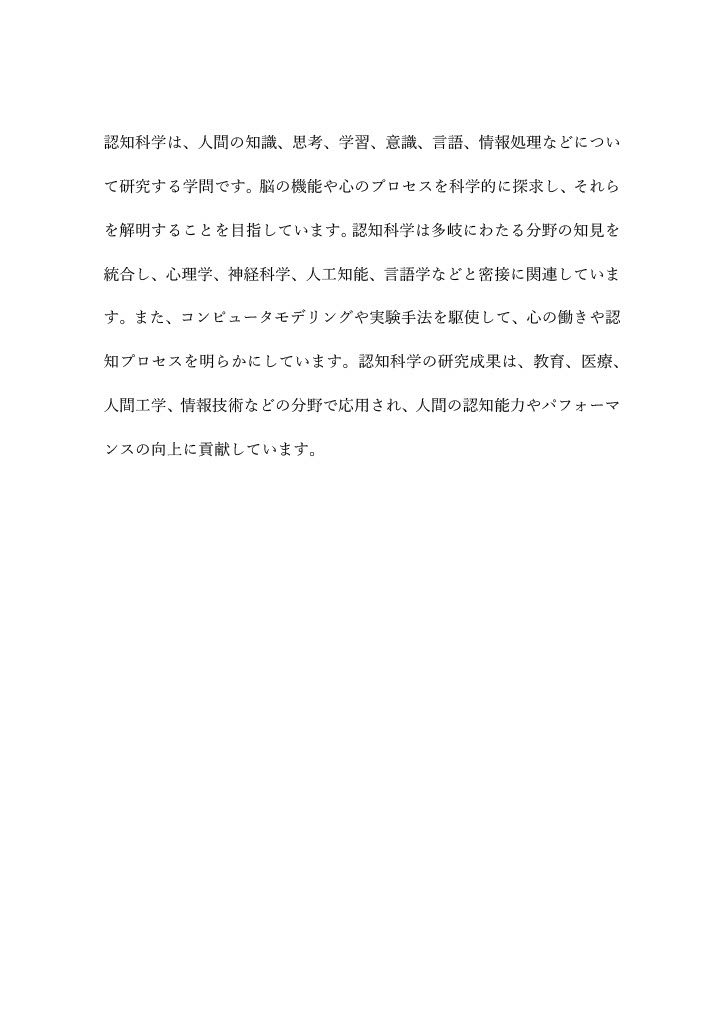 認知科学は、人間の知識、思考、学習、意識、言語、情報処理などについ
て研究する学問です。脳の機能や心のプロセスを科学的に探求し、それら
を解明することを目指しています。認知科学は多岐にわたる分野の知見を
統合し、心理学、神経科学、人工知能、言語学などと密接に関連していま
す。また、コンピュータモデリングや実験手法を駆使して、心の働きや認
知プロセスを明らかにしています。認知科学の研究成果は、教育、医療、
人間工学、情報技術などの分野で応用され、人間の認知能力やパフォーマ
ンスの向上に貢献しています。